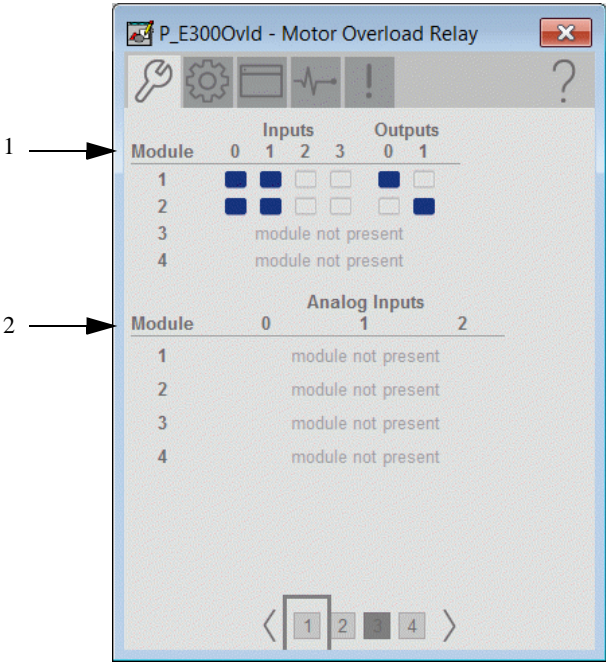 P_E300Ovld - Motor Overload Relay
Inputs Outputs
1
Module 0 1 2 3 0 1
1
2
3 module not present
4 module not present
Analog Inputs
2
Module 0 1 2
1 module not present
2 module not present
3 module not present
4 module not present
1 2 3 4